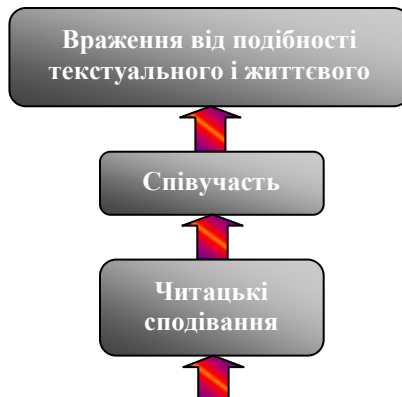 Враження від подібності
текстуального і життєвого
Співучасть
Читацькі
сподівання